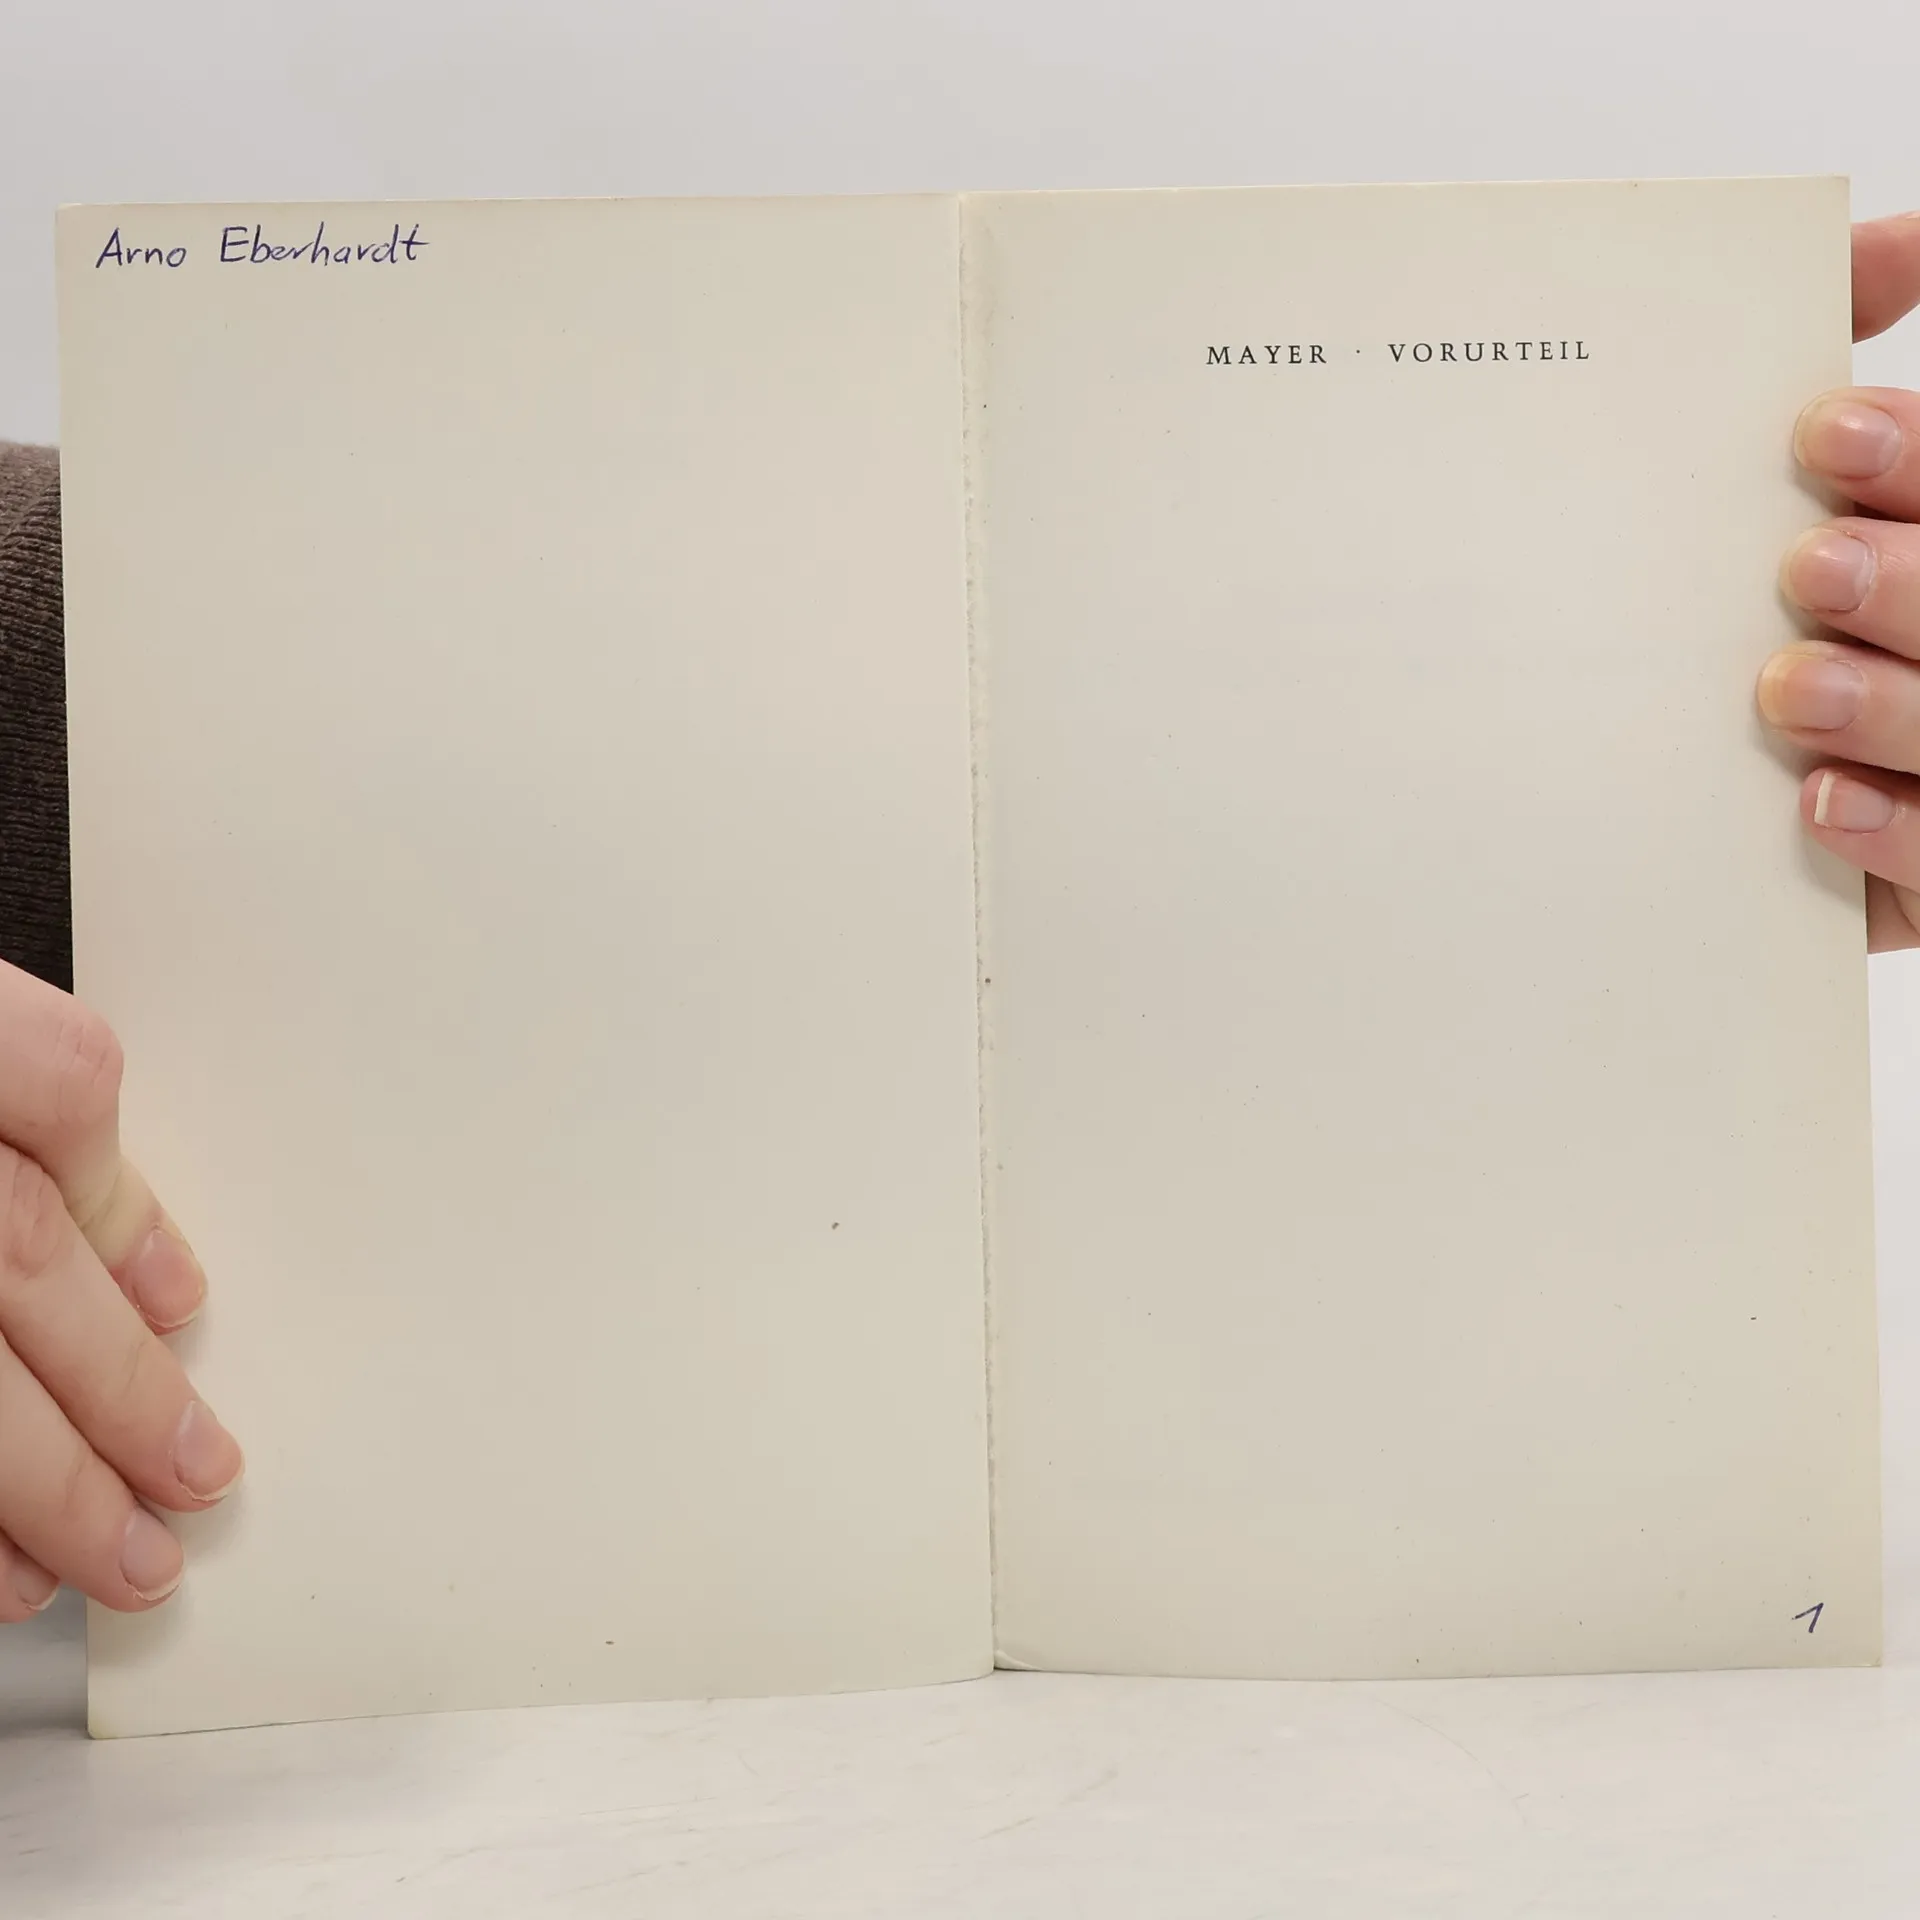 Arno Eberhardt
MAYER · VORURTEIL
1